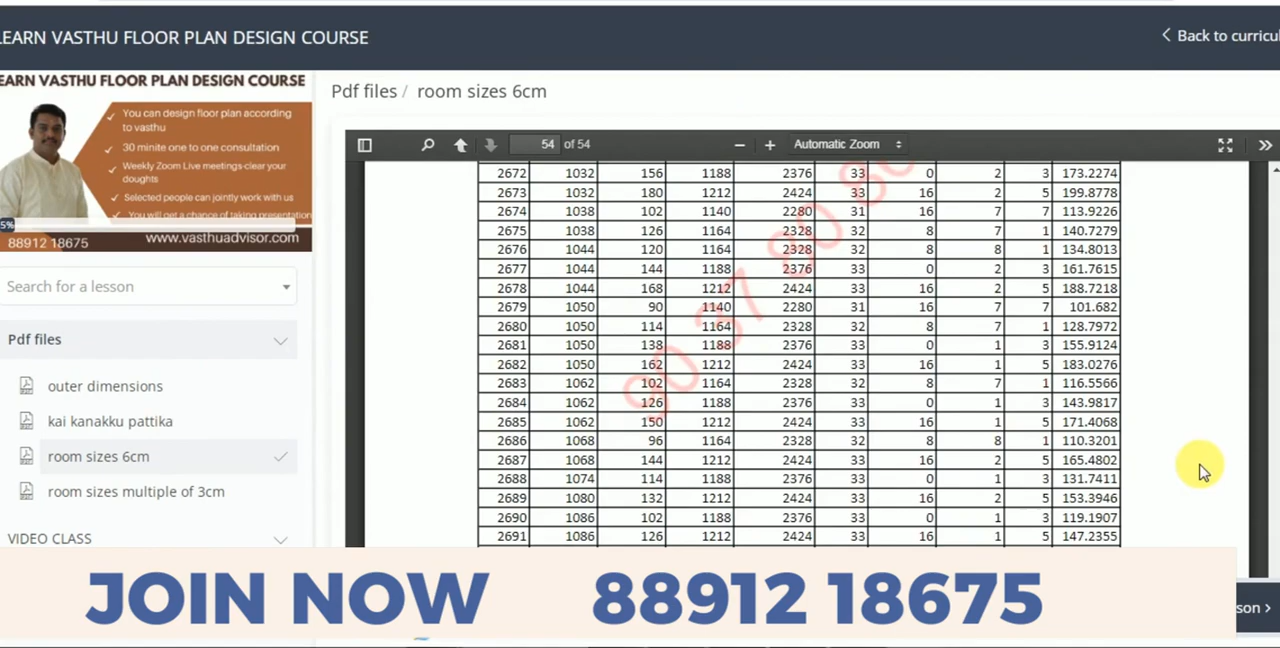 LEARN VASTHU FLOOR PLAN DESIGN COURSE
Back to curricul
EARN VASTHU FLOOR PLAN DESIGN COURSE
You can design floor plan according
to vasthu
30 minite one to one consultation
Weekly Zoom Live meetings-clear your
doughts
Selected people can jointly work with us
You will get a chance of taking presentation
5%
88912 18675
www.vasthuadvisor.com
Search for a lesson
Pdf files
outer dimensions
kai kanakku pattika
room sizes 6cm
room sizes multiple of 3cm
VIDEO CLASS
Pdf files / room sizes 6cm
54 of 54
Automatic Zoom
2672 1032 156 1188 2376 33 0 2 3 173.2274
2673 1032 180 1212 2424 33 16 2 5 199.8778
2674 1038 102 1140 2280 31 16 7 7 113.9226
2675 1038 126 1164 2328 32 8 7 1 140.7279
2676 1044 120 1164 2328 32 8 8 1 134.8013
2677 1044 144 1188 2376 33 0 2 3 161.7615
2678 1044 168 1212 2424 33 16 2 5 188.7218
2679 1050 90 1140 2280 31 16 7 7 101.682
2680 1050 114 1164 2328 32 8 7 1 128.7972
2681 1050 138 1188 2376 33 0 1 3 155.9124
2682 1050 162 1212 2424 33 16 1 5 183.0276
2683 1062 102 1164 2328 32 8 7 1 116.5566
2684 1062 126 1188 2376 33 0 1 3 143.9817
2685 1062 150 1212 2424 33 16 1 5 171.4068
2686 1068 96 1164 2328 32 8 8 1 110.3201
2687 1068 144 1212 2424 33 16 2 5 165.4802
2688 1074 114 1188 2376 33 0 1 3 131.7411
2689 1080 132 1212 2424 33 16 2 5 153.3946
2690 1086 102 1188 2376 33 0 1 3 119.1907
2691 1086 126 1212 2424 33 16 1 5 147.2355
90 37 80 80
JOIN NOW 88912 18675
son